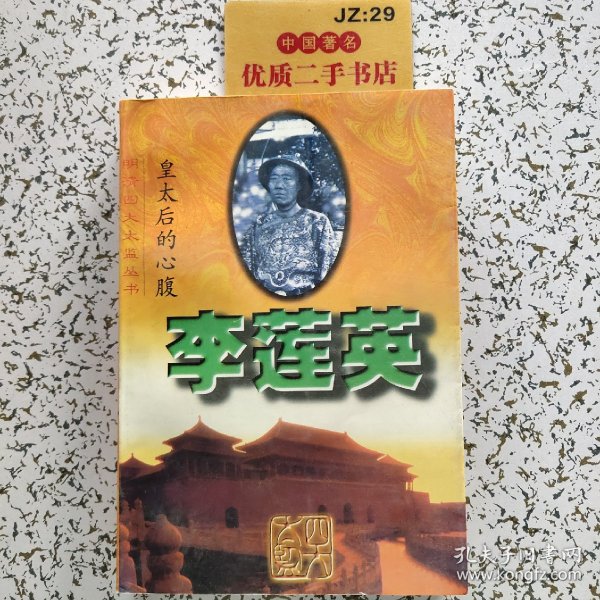 JZ:29
中国著名
优质二手书店
皇太后的心腹
明清四大太监丛书
李莲英
四大太监
孔夫子旧书网
www.kongfz.com